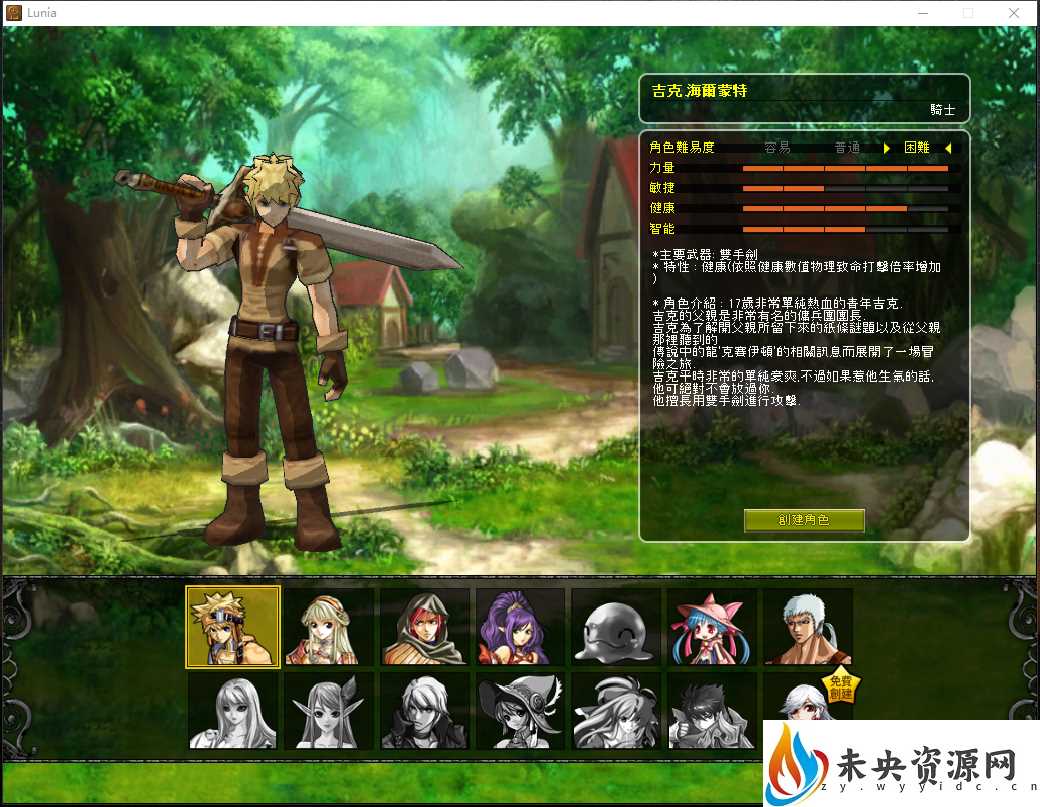 Lunia
吉克.海爾蒙特
騎士
角色難易度 容易 普通 困難
力量
敏捷
健康
智能
*主要武器: 雙手劍
* 特性 : 健康(依照健康數值物理致命打擊倍率增加
)
* 角色介紹 : 17歲非常單純熱血的青年吉克.
吉克的父親是非常有名的傭兵團團長.
吉克為了解開父親所留下來的紙條謎題以及從父親
那裡聽到的
傳說中的龍'克賽伊頓'的相關訊息而展開了一場冒
險之旅.
吉克平時非常的單純豪爽.不過如果惹他生氣的話.
他可絕對不會放過你.
他擅長用雙手劍進行攻擊.
創建角色
免費
創建
未央资源网
zy.wyyidc.cn